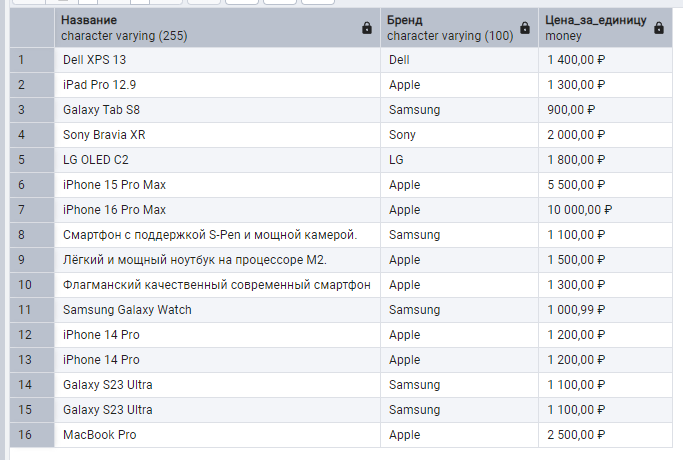 Название Бренд Цена_за_единицу
character varying (255) character varying (100) money
1 Dell XPS 13 Dell 1 400,00 ₽
2 iPad Pro 12.9 Apple 1 300,00 ₽
3 Galaxy Tab S8 Samsung 900,00 ₽
4 Sony Bravia XR Sony 2 000,00 ₽
5 LG OLED C2 LG 1 800,00 ₽
6 iPhone 15 Pro Max Apple 5 500,00 ₽
7 iPhone 16 Pro Max Apple 10 000,00 ₽
8 Смартфон с поддержкой S-Pen и мощной камерой. Samsung 1 100,00 ₽
9 Лёгкий и мощный ноутбук на процессоре M2. Apple 1 500,00 ₽
10 Флагманский качественный современный смартфон Apple 1 300,00 ₽
11 Samsung Galaxy Watch Samsung 1 000,99 ₽
12 iPhone 14 Pro Apple 1 200,00 ₽
13 iPhone 14 Pro Apple 1 200,00 ₽
14 Galaxy S23 Ultra Samsung 1 100,00 ₽
15 Galaxy S23 Ultra Samsung 1 100,00 ₽
16 MacBook Pro Apple 2 500,00 ₽